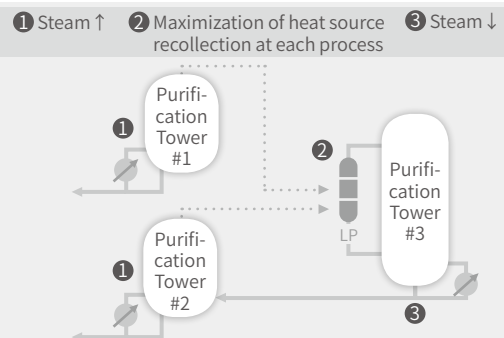 ❶ Steam ↑
❷ Maximization of heat source
recollection at each process
❸ Steam ↓
❶
Purifi-
cation
Tower
#1
❷
LP
Purifi-
cation
Tower
#3
❶
Purifi-
cation
Tower
#2
❸